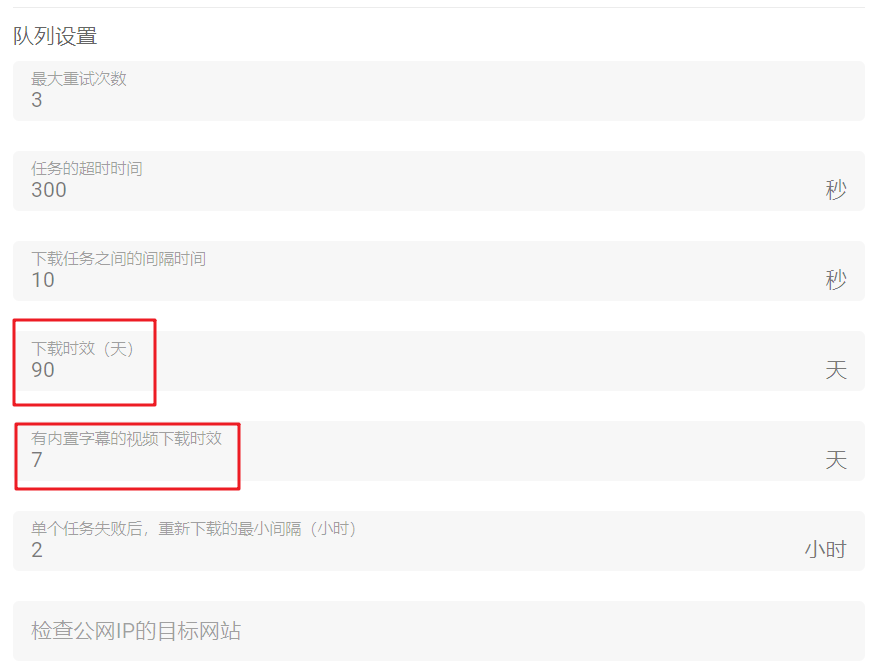 队列设置
最大重试次数
3
任务的超时时间
300
秒
下载任务之间的间隔时间
10
秒
下载时效（天）
90
天
有内置字幕的视频下载时效
7
天
单个任务失败后，重新下载的最小间隔（小时）
2
小时
检查公网IP的目标网站